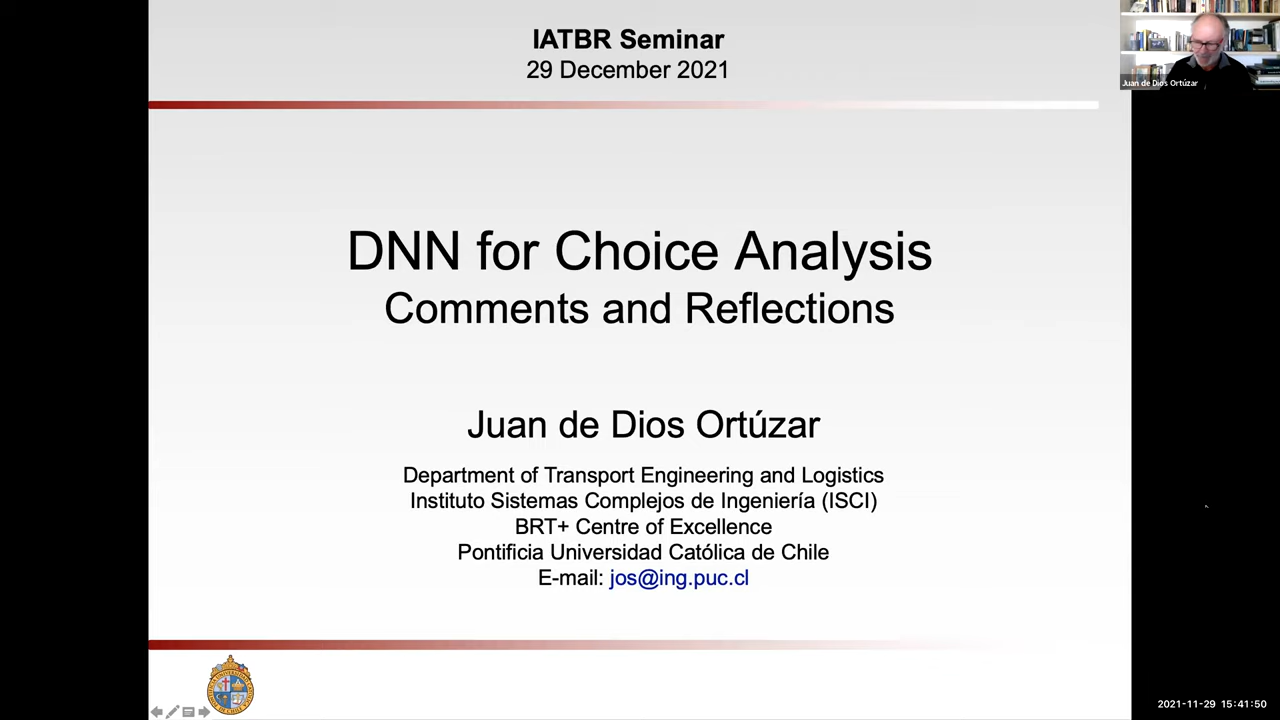 IATBR Seminar
29 December 2021
Juan de Dios Ortúzar
DNN for Choice Analysis
Comments and Reflections
Juan de Dios Ortúzar
Department of Transport Engineering and Logistics
Instituto Sistemas Complejos de Ingeniería (ISCI)
BRT+ Centre of Excellence
Pontificia Universidad Católica de Chile
E-mail: jos@ing.puc.cl
2021-11-29 15:41:50